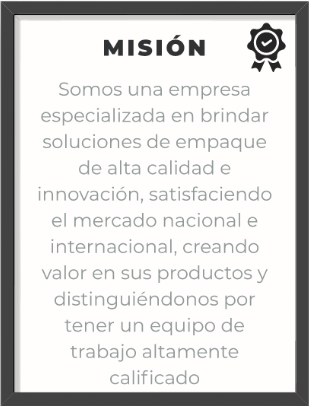 MISIÓN
Somos una empresa
especializada en brindar
soluciones de empaque
de alta calidad e
innovación, satisfaciendo
el mercado nacional e
internacional, creando
valor en sus productos y
distinguiéndonos por
tener un equipo de
trabajo altamente
calificado